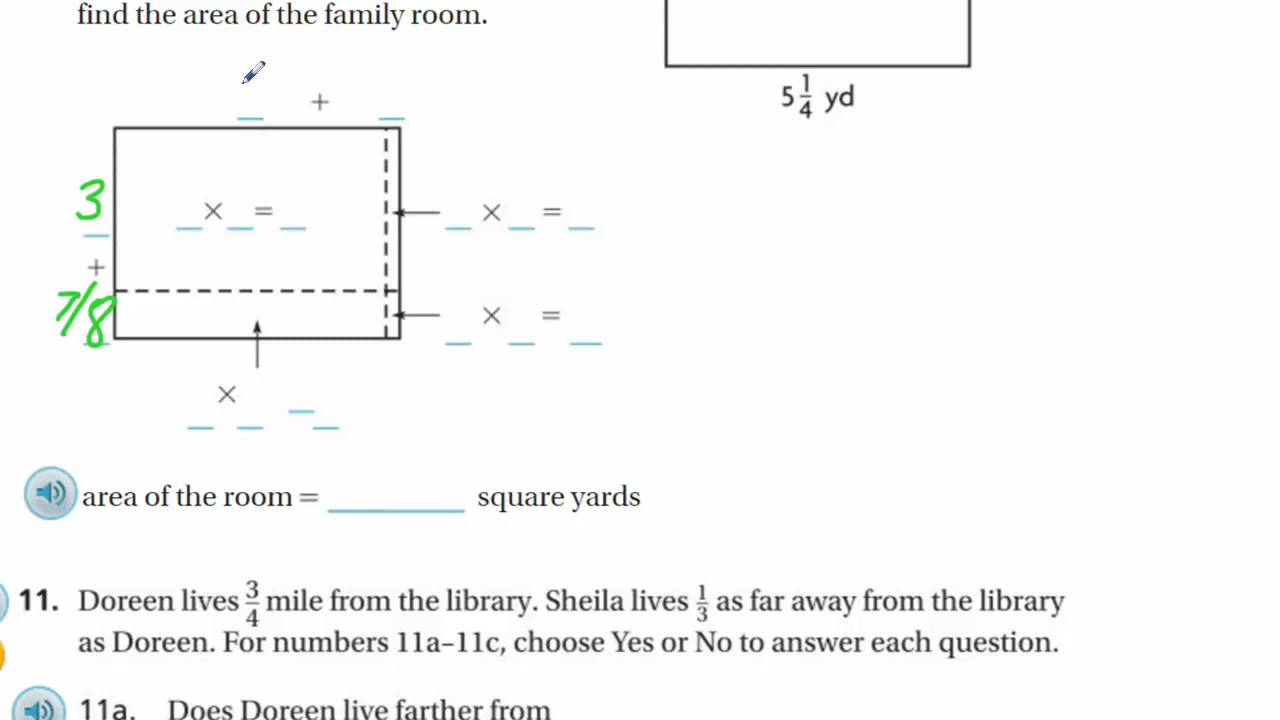 find the area of the family room.
5 1/4 yd
_ + _
3
_ × _ = _
_ × _ = _
+
7/8
_ × _ = _
_ × _ _ _
area of the room = ________ square yards
11. Doreen lives 3/4 mile from the library. Sheila lives 1/3 as far away from the library
as Doreen. For numbers 11a–11c, choose Yes or No to answer each question.
11a. Does Doreen live farther from